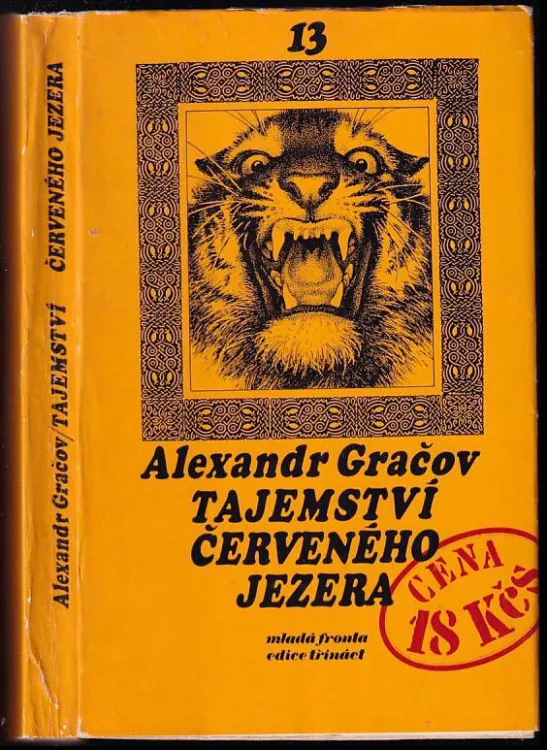 13
Alexandr Gračov
TAJEMSTVÍ
ČERVENÉHO
JEZERA
CENA
18 Kčs
mladá fronta
edice třináct
Alexandr Gračov/TAJEMSTVÍ ČERVENÉHO JEZERA